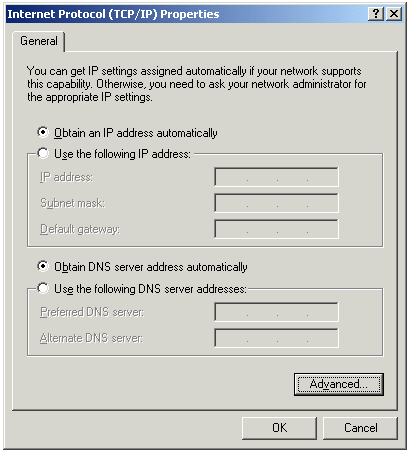 Internet Protocol (TCP/IP) Properties
General
You can get IP settings assigned automatically if your network supports
this capability. Otherwise, you need to ask your network administrator for
the appropriate IP settings.
Obtain an IP address automatically
Use the following IP address:
IP address:
Subnet mask:
Default gateway:
Obtain DNS server address automatically
Use the following DNS server addresses:
Preferred DNS server:
Alternate DNS server:
Advanced...
OK Cancel